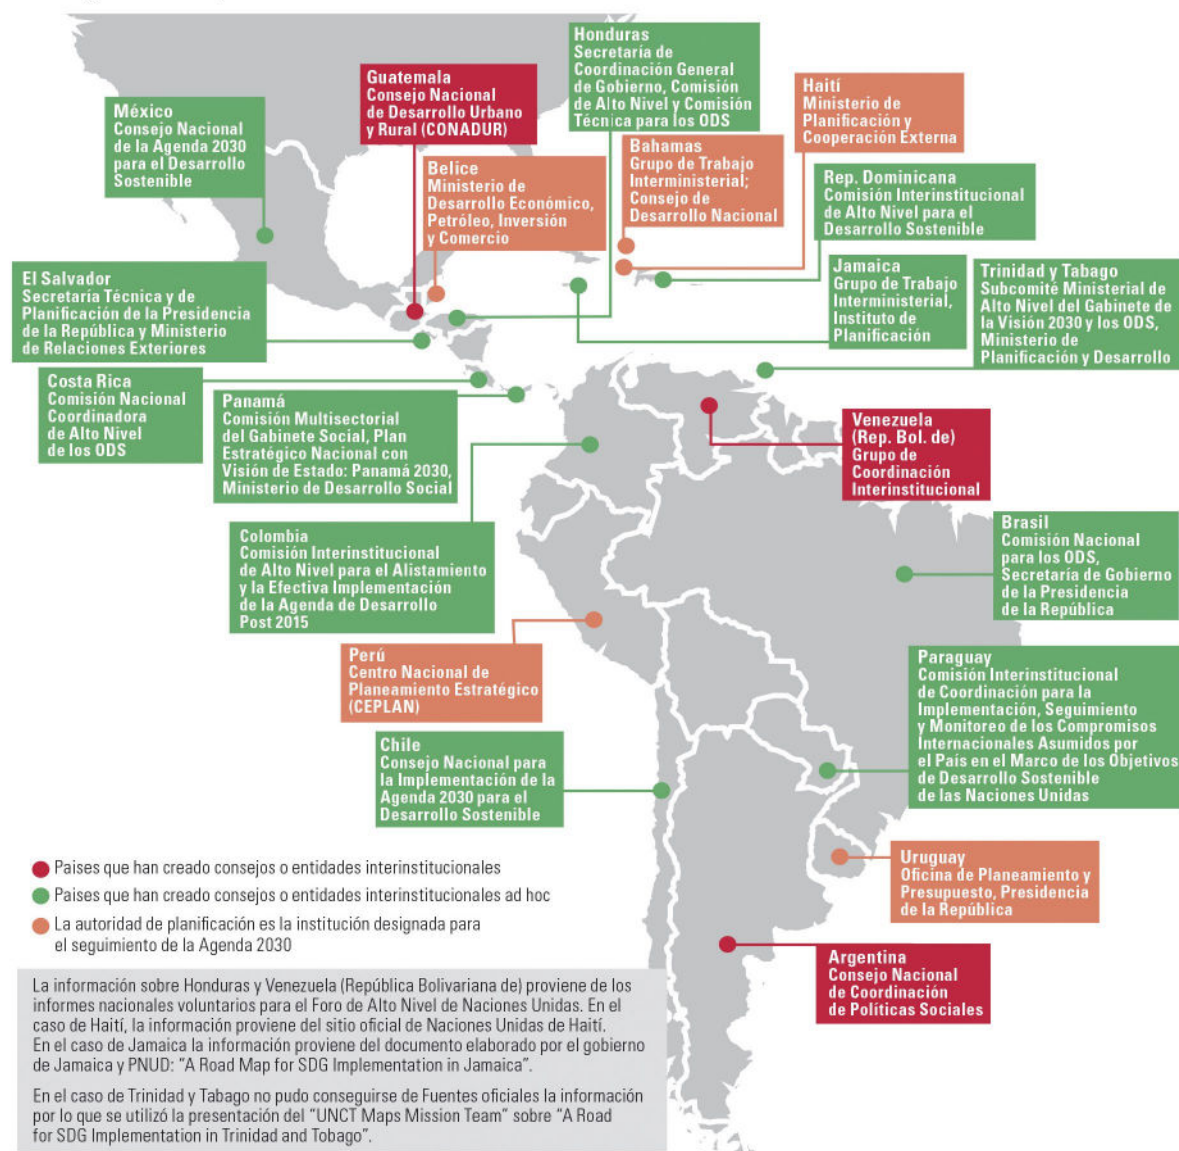 Honduras
Secretaría de
Coordinación General
de Gobierno, Comisión
de Alto Nivel y Comisión
Técnica para los ODS
Guatemala
Consejo Nacional
de Desarrollo Urbano
y Rural (CONADUR)
Haití
Ministerio de
Planificación y
Cooperación Externa
México
Consejo Nacional
de la Agenda 2030
para el Desarrollo
Sostenible
Belice
Ministerio de
Desarrollo Económico,
Petróleo, Inversión
y Comercio
Bahamas
Grupo de Trabajo
Interministerial;
Consejo de
Desarrollo Nacional
Rep. Dominicana
Comisión Interinstitucional
de Alto Nivel para el
Desarrollo Sostenible
El Salvador
Secretaría Técnica y de
Planificación de la Presidencia
de la República y Ministerio
de Relaciones Exteriores
Jamaica
Grupo de Trabajo
Interministerial,
Instituto de
Planificación
Trinidad y Tabago
Subcomité Ministerial de
Alto Nivel del Gabinete de
la Visión 2030 y los ODS,
Ministerio de
Planificación y Desarrollo
Costa Rica
Comisión Nacional
Coordinadora
de Alto Nivel
de los ODS
Panamá
Comisión Multisectorial
del Gabinete Social, Plan
Estratégico Nacional con
Visión de Estado: Panamá 2030,
Ministerio de Desarrollo Social
Venezuela
(Rep. Bol. de)
Grupo de
Coordinación
Interinstitucional
Colombia
Comisión Interinstitucional
de Alto Nivel para el Alistamiento
y la Efectiva Implementación
de la Agenda de Desarrollo
Post 2015
Brasil
Comisión Nacional
para los ODS,
Secretaría de Gobierno
de la Presidencia
de la República
Perú
Centro Nacional de
Planeamiento Estratégico
(CEPLAN)
Paraguay
Comisión Interinstitucional
de Coordinación para la
Implementación, Seguimiento
y Monitoreo de los Compromisos
Internacionales Asumidos por
el País en el Marco de los Objetivos
de Desarrollo Sostenible
de las Naciones Unidas
Chile
Consejo Nacional para
la Implementación de la
Agenda 2030 para el
Desarrollo Sostenible
Uruguay
Oficina de Planeamiento y
Presupuesto, Presidencia
de la República
Argentina
Consejo Nacional
de Coordinación
de Políticas Sociales
Paises que han creado consejos o entidades interinstitucionales
Paises que han creado consejos o entidades interinstitucionales ad hoc
La autoridad de planificación es la institución designada para
el seguimiento de la Agenda 2030
La información sobre Honduras y Venezuela (República Bolivariana de) proviene de los
informes nacionales voluntarios para el Foro de Alto Nivel de Naciones Unidas. En el
caso de Haití, la información proviene del sitio oficial de Naciones Unidas de Haití.
En el caso de Jamaica la información proviene del documento elaborado por el gobierno
de Jamaica y PNUD: "A Road Map for SDG Implementation in Jamaica".
En el caso de Trinidad y Tabago no pudo conseguirse de Fuentes oficiales la información
por lo que se utilizó la presentación del "UNCT Maps Mission Team" sobre "A Road
for SDG Implementation in Trinidad and Tobago".